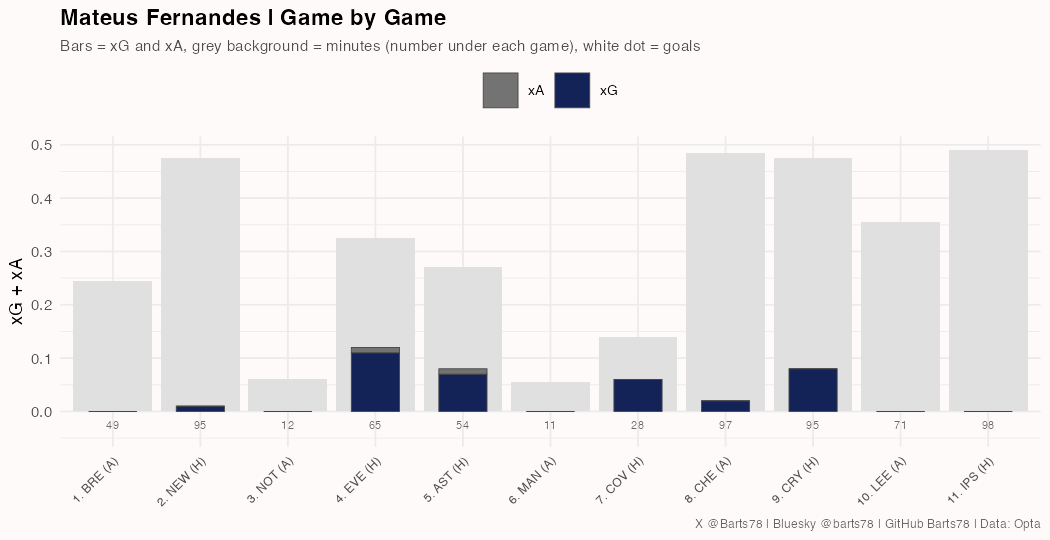 Mateus Fernandes | Game by Game
Bars = xG and xA, grey background = minutes (number under each game), white dot = goals
xA xG
xG + xA
0.5
0.4
0.3
0.2
0.1
0.0
49 95 12 65 54 11 28 97 95 71 98
1. BRE (A) 2. NEW (H) 3. NOT (A) 4. EVE (H) 5. AST (H) 6. MAN (A) 7. COV (H) 8. CHE (A) 9. CRY (H) 10. LEE (A) 11. IPS (H)
X @Barts78 | Bluesky @barts78 | GitHub Barts78 | Data: Opta